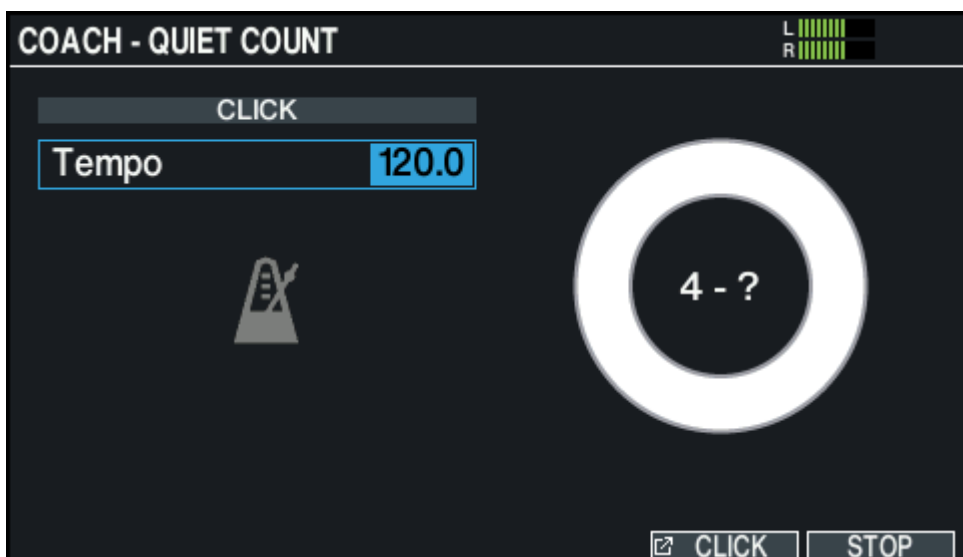 COACH - QUIET COUNT
L
R
CLICK
Tempo 120.0
4 - ?
CLICK STOP